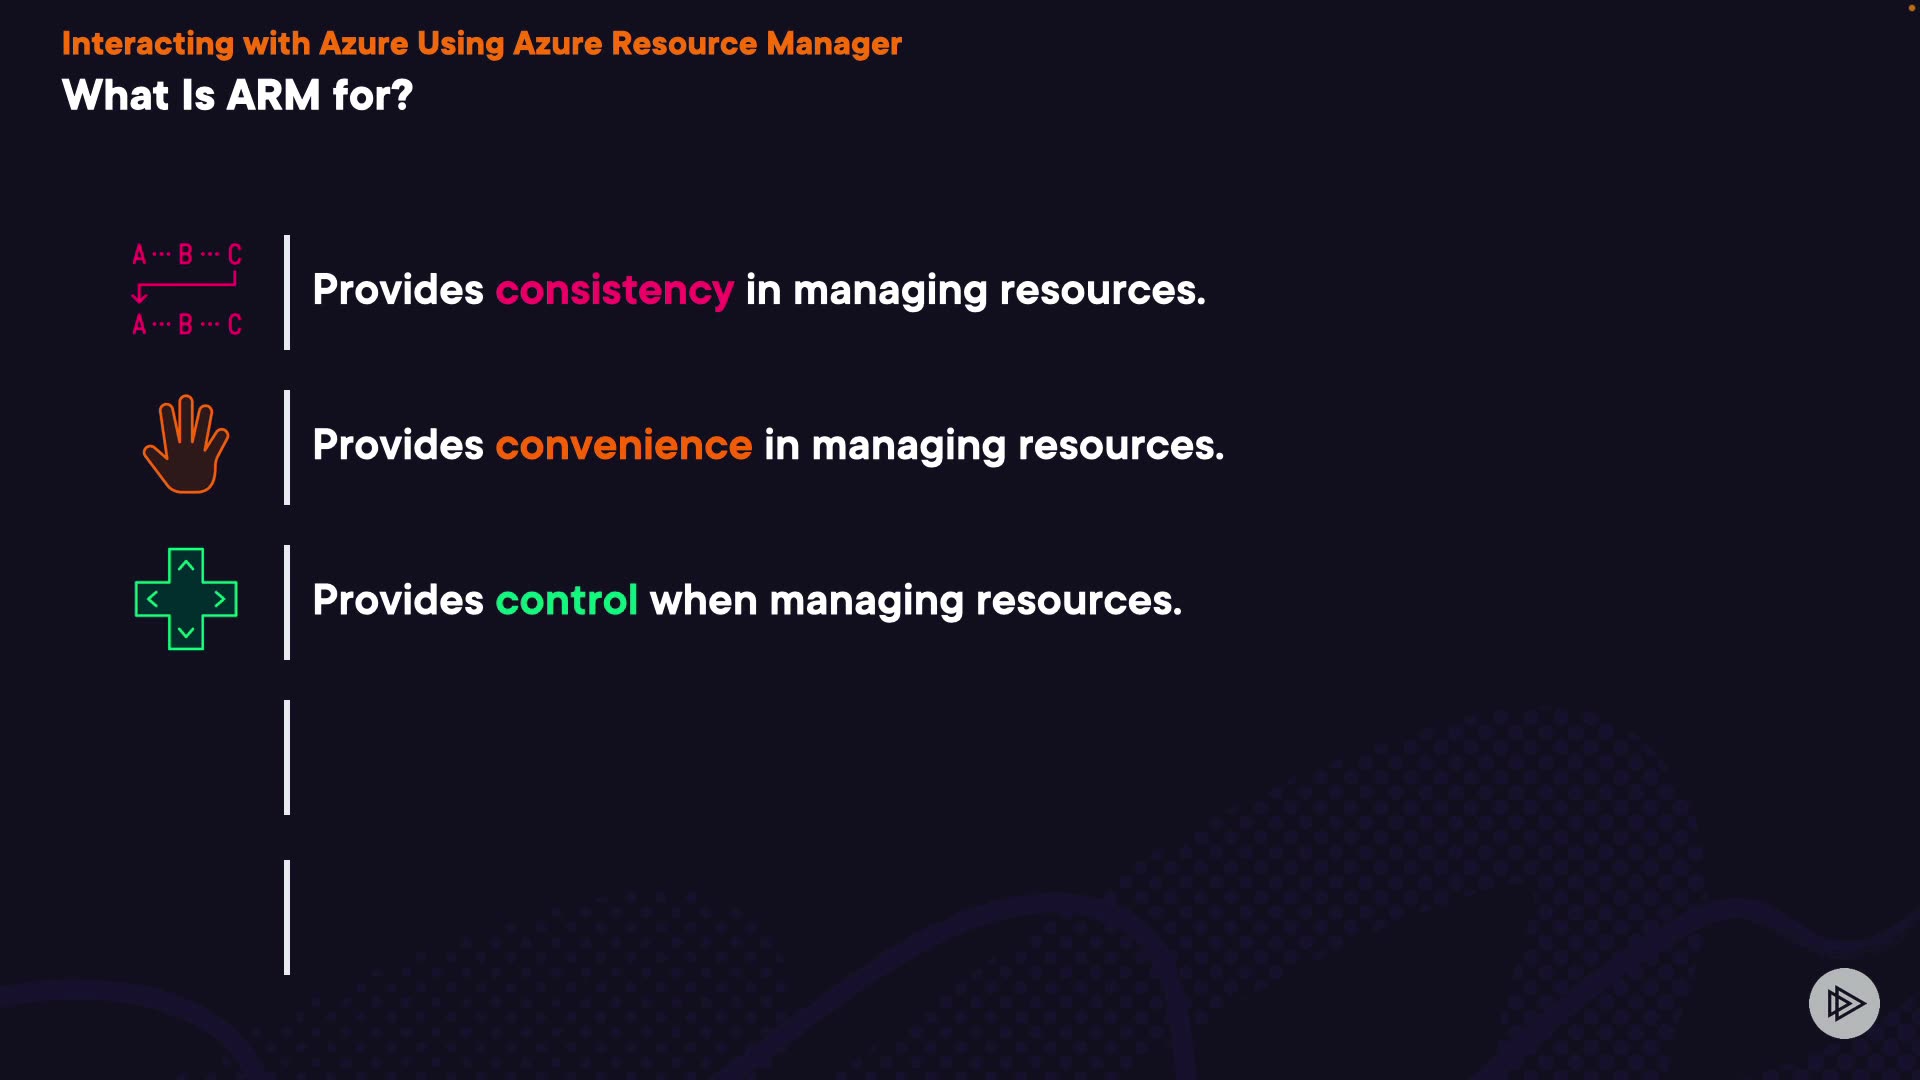 Interacting with Azure Using Azure Resource Manager
What Is ARM for?
A ··· B ··· C
A ··· B ··· C
Provides consistency in managing resources.
Provides convenience in managing resources.
Provides control when managing resources.